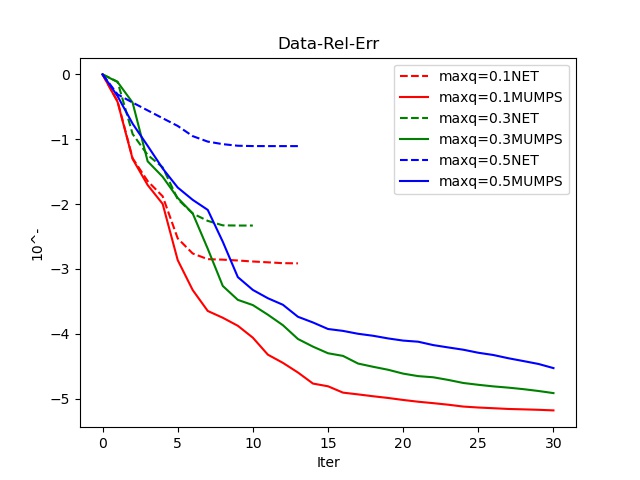 Data-Rel-Err
maxq=0.1NET
maxq=0.1MUMPS
maxq=0.3NET
maxq=0.3MUMPS
maxq=0.5NET
maxq=0.5MUMPS
0
−1
−2
−3
−4
−5
10^-
0 5 10 15 20 25 30
Iter